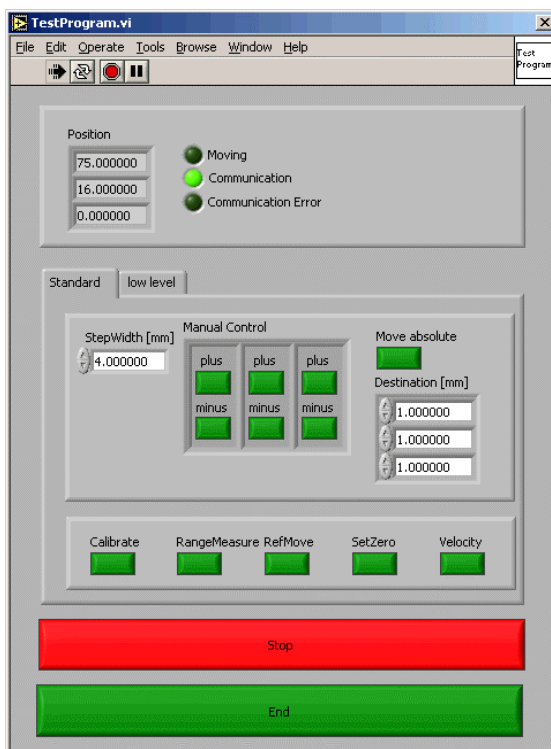 TestProgram.vi
File Edit Operate Tools Browse Window Help
Test
Program
Position
75.000000
16.000000
0.000000
Moving
Communication
Communication Error
Standard
low level
StepWidth [mm]
4.000000
Manual Control
plus plus plus
minus minus minus
Move absolute
Destination [mm]
1.000000
1.000000
1.000000
Calibrate RangeMeasure RefMove SetZero Velocity
Stop
End